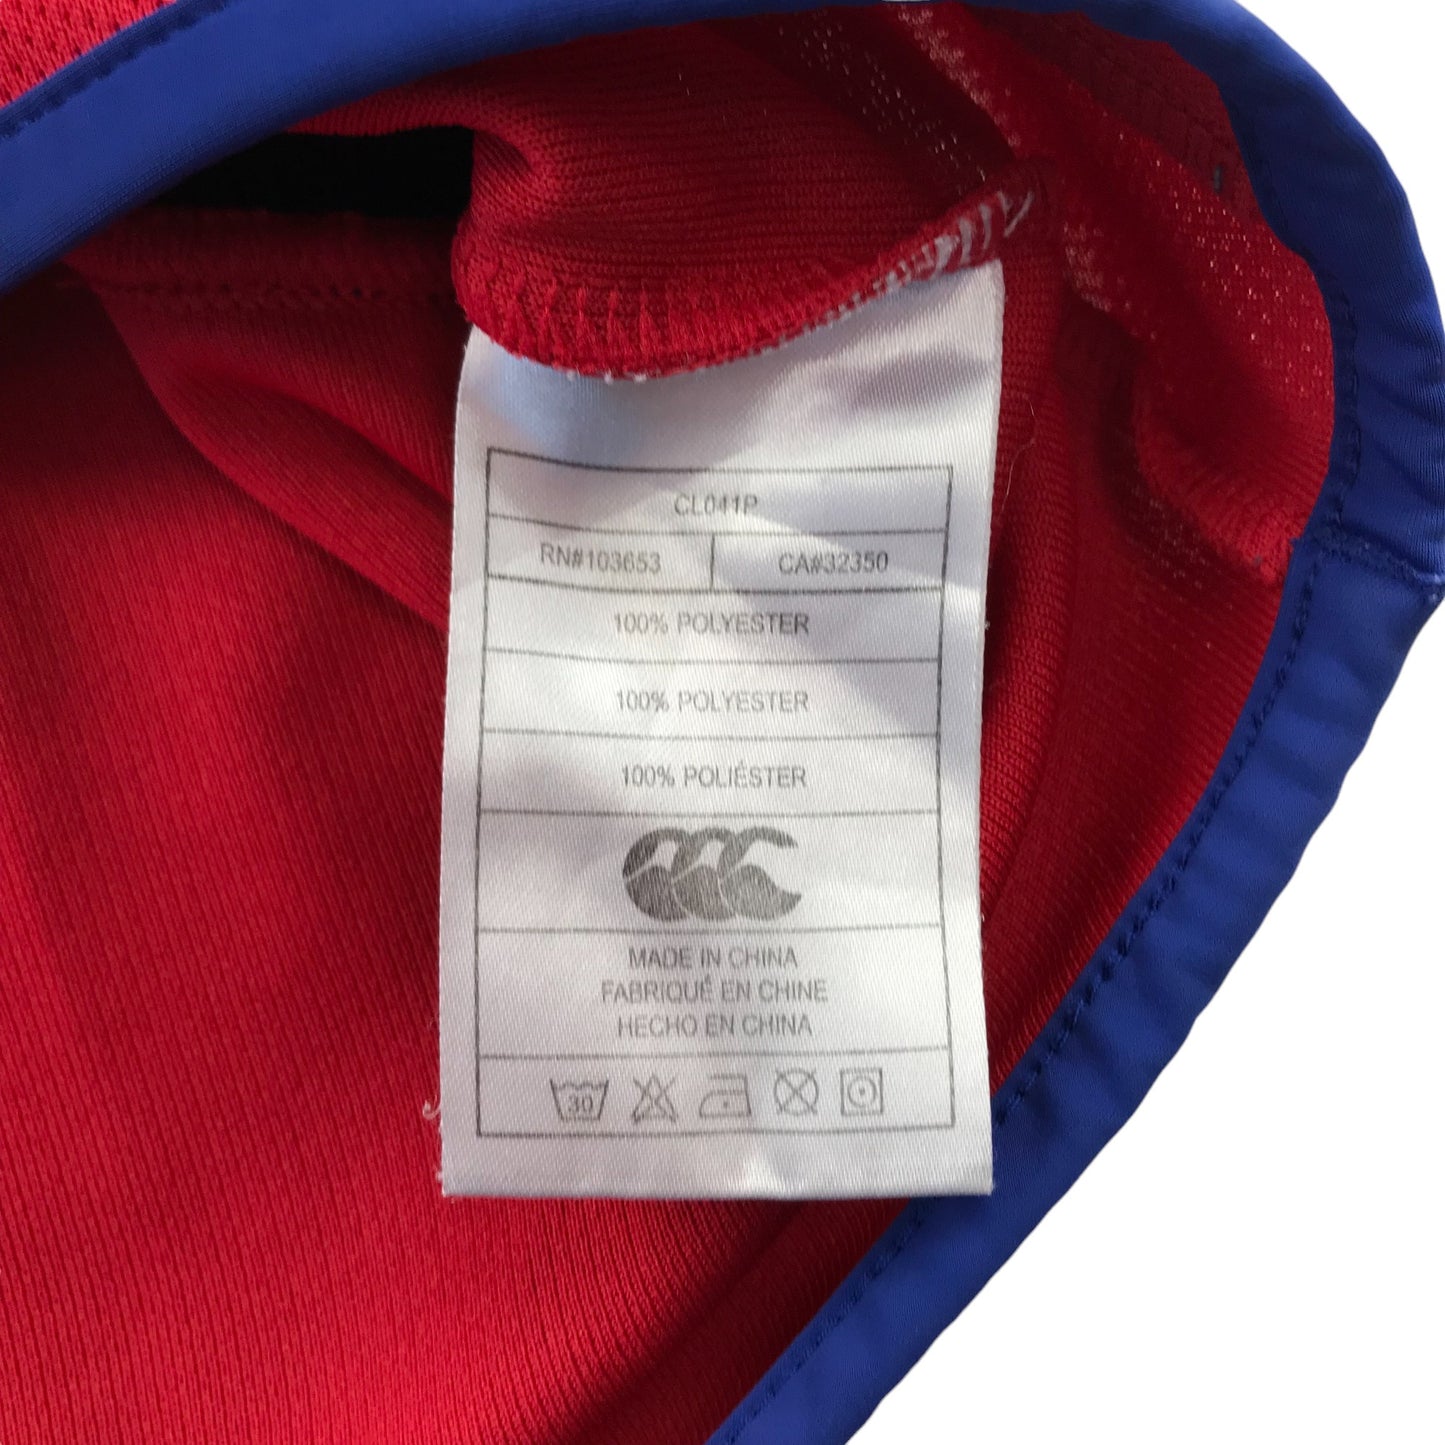 CL041P
RN#103653 CA#32350
100% POLYESTER
100% POLYESTER
100% POLIÉSTER
MADE IN CHINA
FABRIQUÉ EN CHINE
HECHO EN CHINA
30